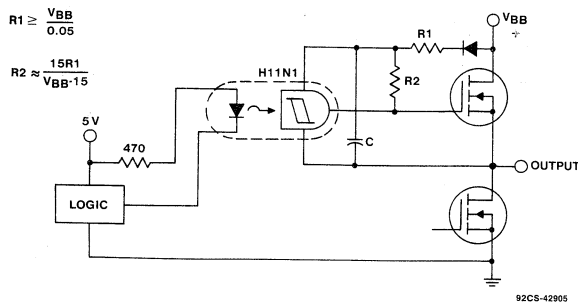 R1 ≥ VBB/0.05
R2 ≈ 15R1/VBB-15
H11N1
R1
VBB
R2
5V
470
C
LOGIC
OUTPUT
92CS-42905